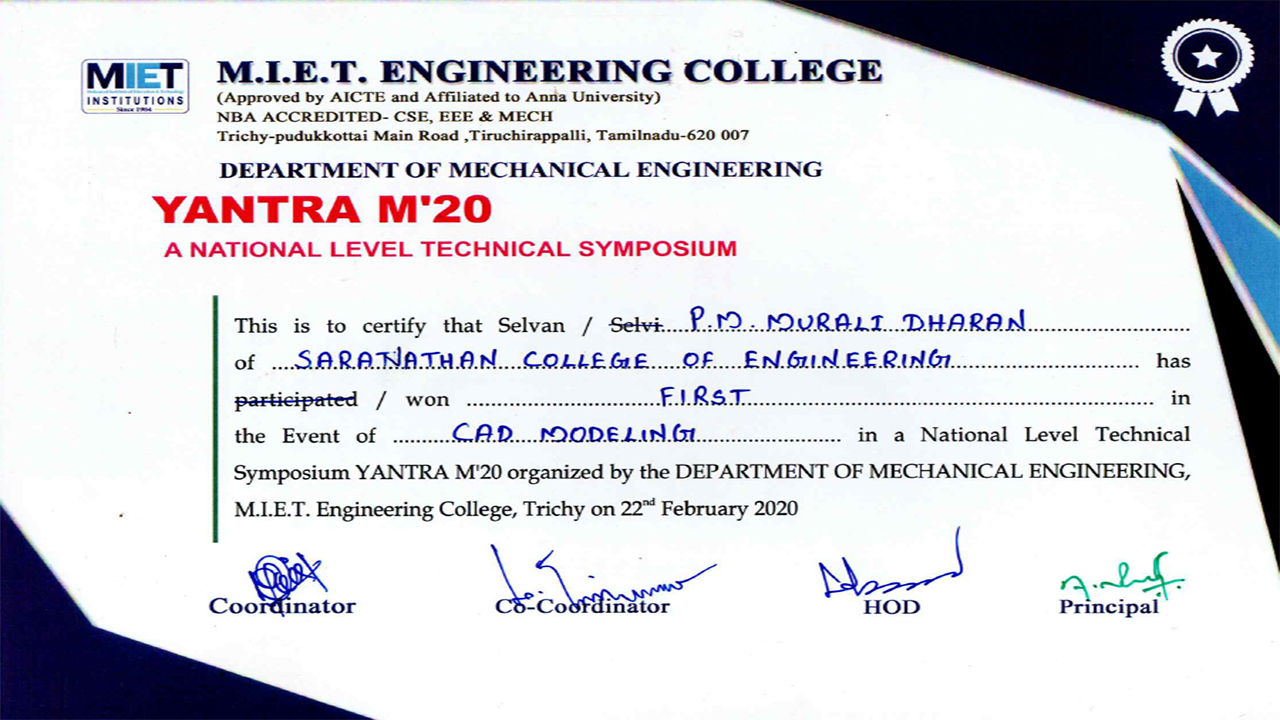 MIET
INSTITUTIONS
Since 1984
M.I.E.T. ENGINEERING COLLEGE
(Approved by AICTE and Affiliated to Anna University)
NBA ACCREDITED- CSE, EEE & MECH
Trichy-pudukkottai Main Road ,Tiruchirappalli, Tamilnadu-620 007
DEPARTMENT OF MECHANICAL ENGINEERING
YANTRA M'20
A NATIONAL LEVEL TECHNICAL SYMPOSIUM
This is to certify that Selvan / Selvi P.M. MURALI DHARAN
of SARANATHAN COLLEGE OF ENGINEERING has
participated / won FIRST in
the Event of CAD MODELING in a National Level Technical
Symposium YANTRA M'20 organized by the DEPARTMENT OF MECHANICAL ENGINEERING,
M.I.E.T. Engineering College, Trichy on 22nd February 2020
Coordinator Co-Coordinator HOD Principal